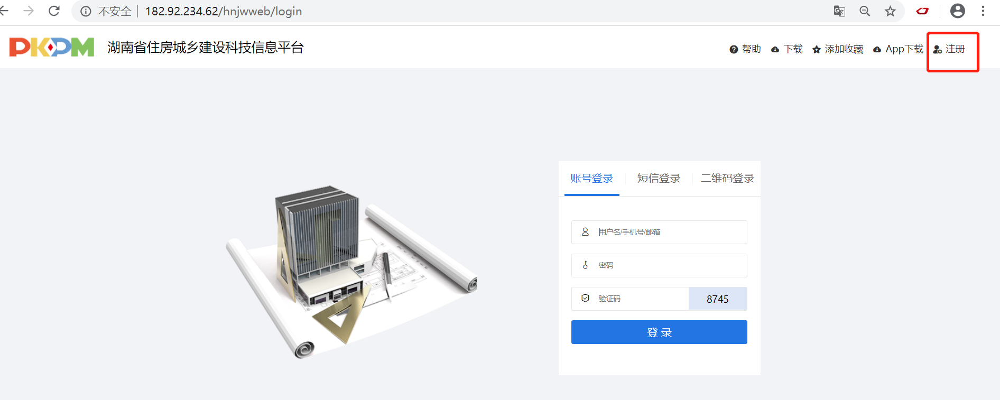 不安全 | 182.92.234.62/hnjwweb/login
PKPM 湖南省住房城乡建设科技信息平台 帮助 下载 添加收藏 App下载 注册
账号登录 短信登录 二维码登录
用户名/手机号/邮箱
密码
验证码 8745
登 录